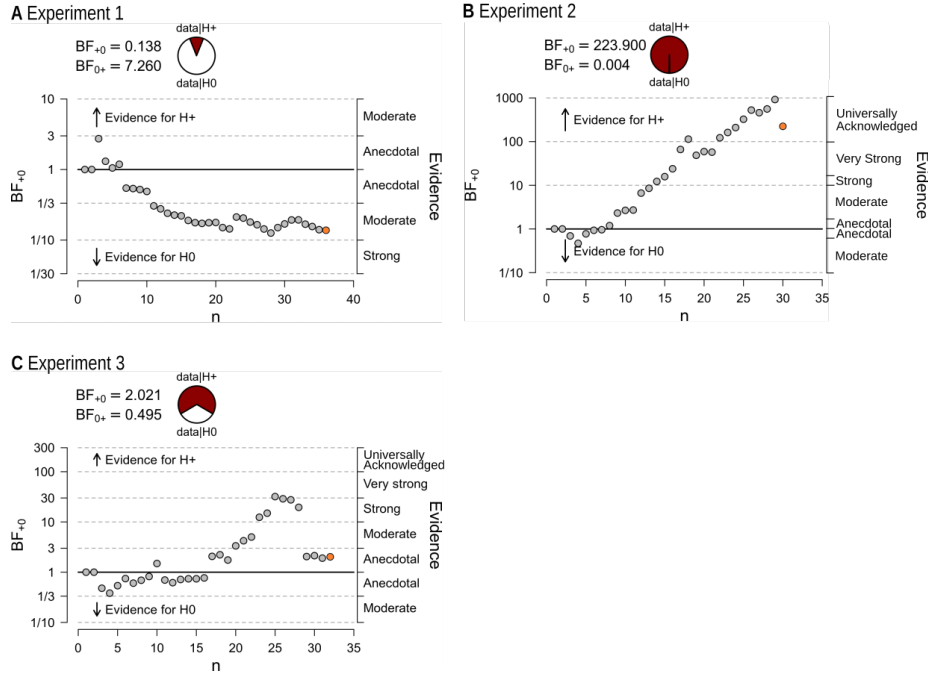 A Experiment 1
data|H+
BF+0 = 0.138
BF0+ = 7.260
data|H0
10
3
1
1/3
1/10
1/30
BF+0
Evidence for H+
Evidence for H0
Moderate
Anecdotal
Anecdotal
Moderate
Strong
Evidence
0 10 20 30 40
n
B Experiment 2
data|H+
BF+0 = 223.900
BF0+ = 0.004
data|H0
1000
100
10
1
1/10
BF+0
Evidence for H+
Evidence for H0
Universally
Acknowledged
Very Strong
Strong
Moderate
Anecdotal
Anecdotal
Moderate
Evidence
0 5 10 15 20 25 30 35
n
C Experiment 3
data|H+
BF+0 = 2.021
BF0+ = 0.495
data|H0
300
100
30
10
3
1
1/3
1/10
BF+0
Evidence for H+
Evidence for H0
Universally
Acknowledged
Very strong
Strong
Moderate
Anecdotal
Anecdotal
Moderate
Evidence
0 5 10 15 20 25 30 35
n